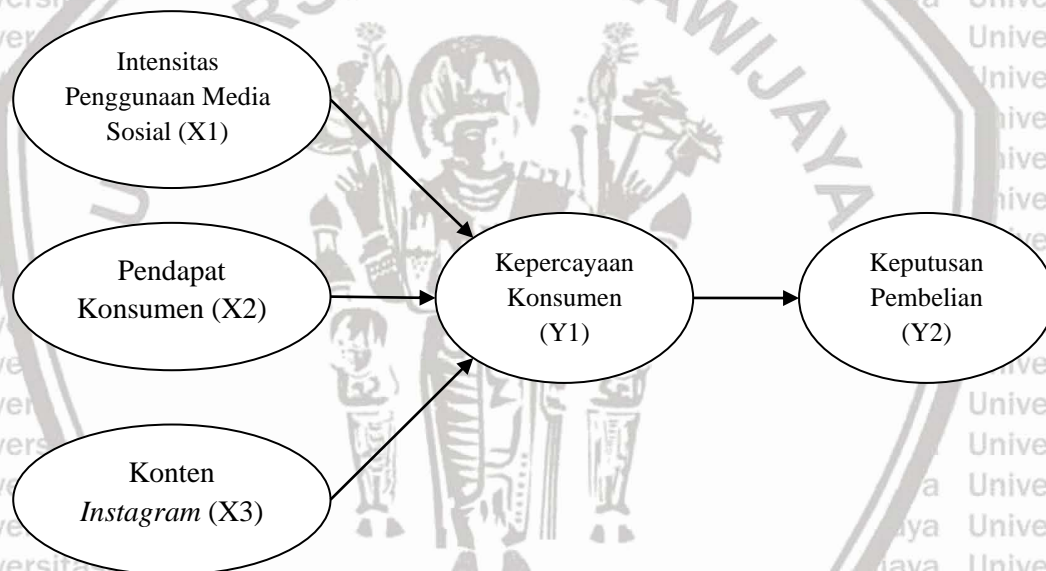 Intensitas
Penggunaan Media
Sosial (X1)
Pendapat
Konsumen (X2)
Konten
Instagram (X3)
Kepercayaan
Konsumen
(Y1)
Keputusan
Pembelian
(Y2)